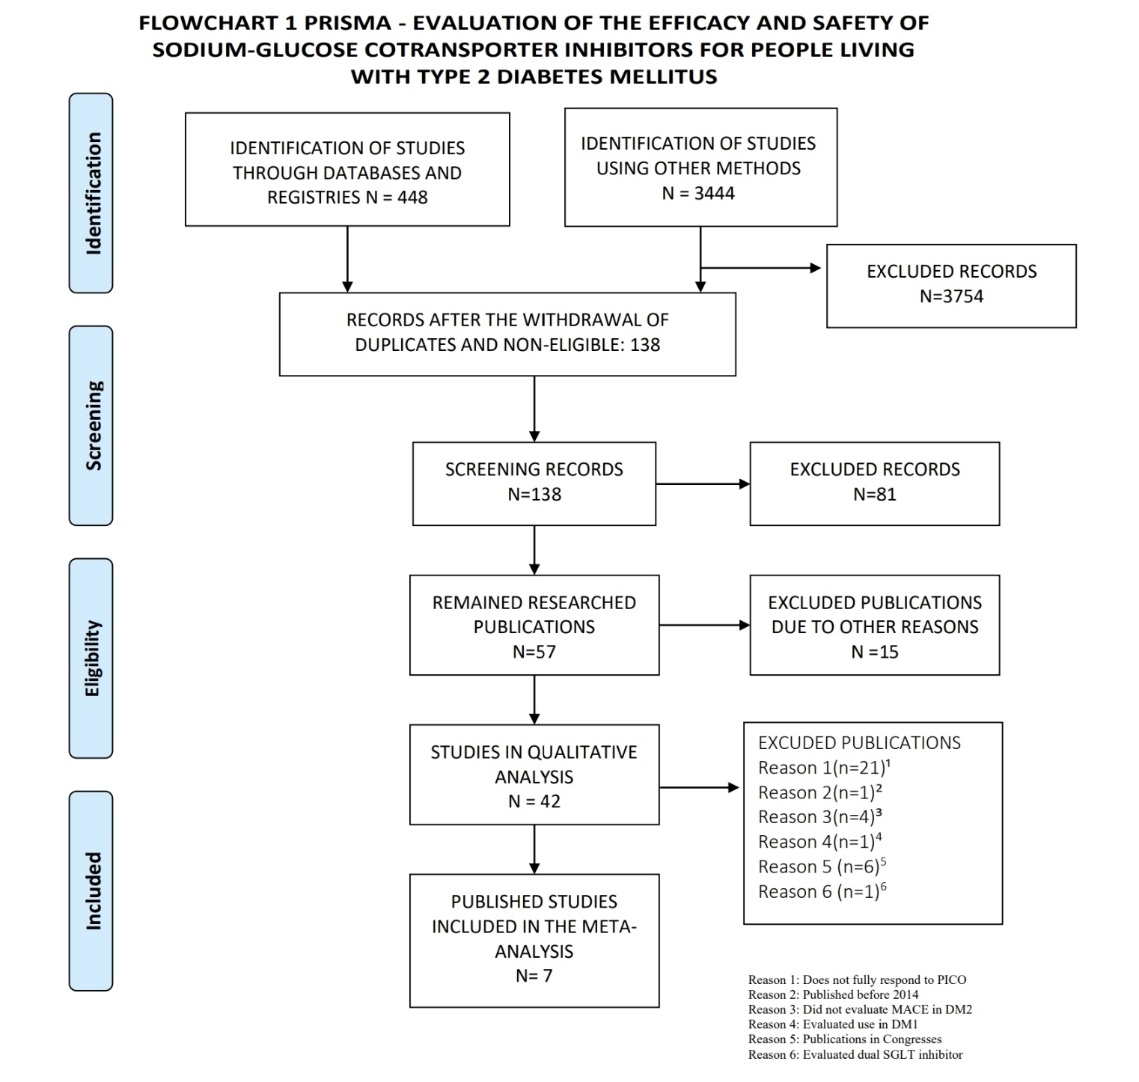 FLOWCHART 1 PRISMA - EVALUATION OF THE EFFICACY AND SAFETY OF
SODIUM-GLUCOSE COTRANSPORTER INHIBITORS FOR PEOPLE LIVING
WITH TYPE 2 DIABETES MELLITUS
Identification
IDENTIFICATION OF STUDIES
THROUGH DATABASES AND
REGISTRIES N = 448
IDENTIFICATION OF STUDIES
USING OTHER METHODS
N = 3444
EXCLUDED RECORDS
N=3754
RECORDS AFTER THE WITHDRAWAL OF
DUPLICATES AND NON-ELIGIBLE: 138
Screening
SCREENING RECORDS
N=138
EXCLUDED RECORDS
N=81
Eligibility
REMAINED RESEARCHED
PUBLICATIONS
N=57
EXCLUDED PUBLICATIONS
DUE TO OTHER REASONS
N =15
STUDIES IN QUALITATIVE
ANALYSIS
N = 42
EXCUDED PUBLICATIONS
Reason 1(n=21)¹
Reason 2(n=1)²
Reason 3(n=4)³
Reason 4(n=1)⁴
Reason 5 (n=6)⁵
Reason 6 (n=1)⁶
Included
PUBLISHED STUDIES
INCLUDED IN THE META-
ANALYSIS
N= 7
Reason 1: Does not fully respond to PICO
Reason 2: Published before 2014
Reason 3: Did not evaluate MACE in DM2
Reason 4: Evaluated use in DM1
Reason 5: Publications in Congresses
Reason 6: Evaluated dual SGLT inhibitor